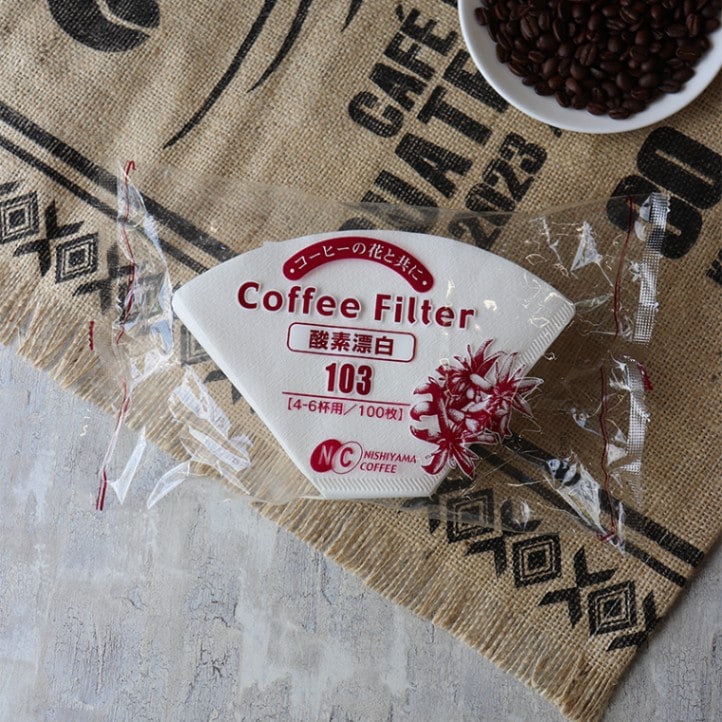 CAFÉ
2023
CO
コーヒーの花と共に
Coffee Filter
酸素漂白
103
【4-6杯用／100枚】
NC NISHIYAMA
COFFEE